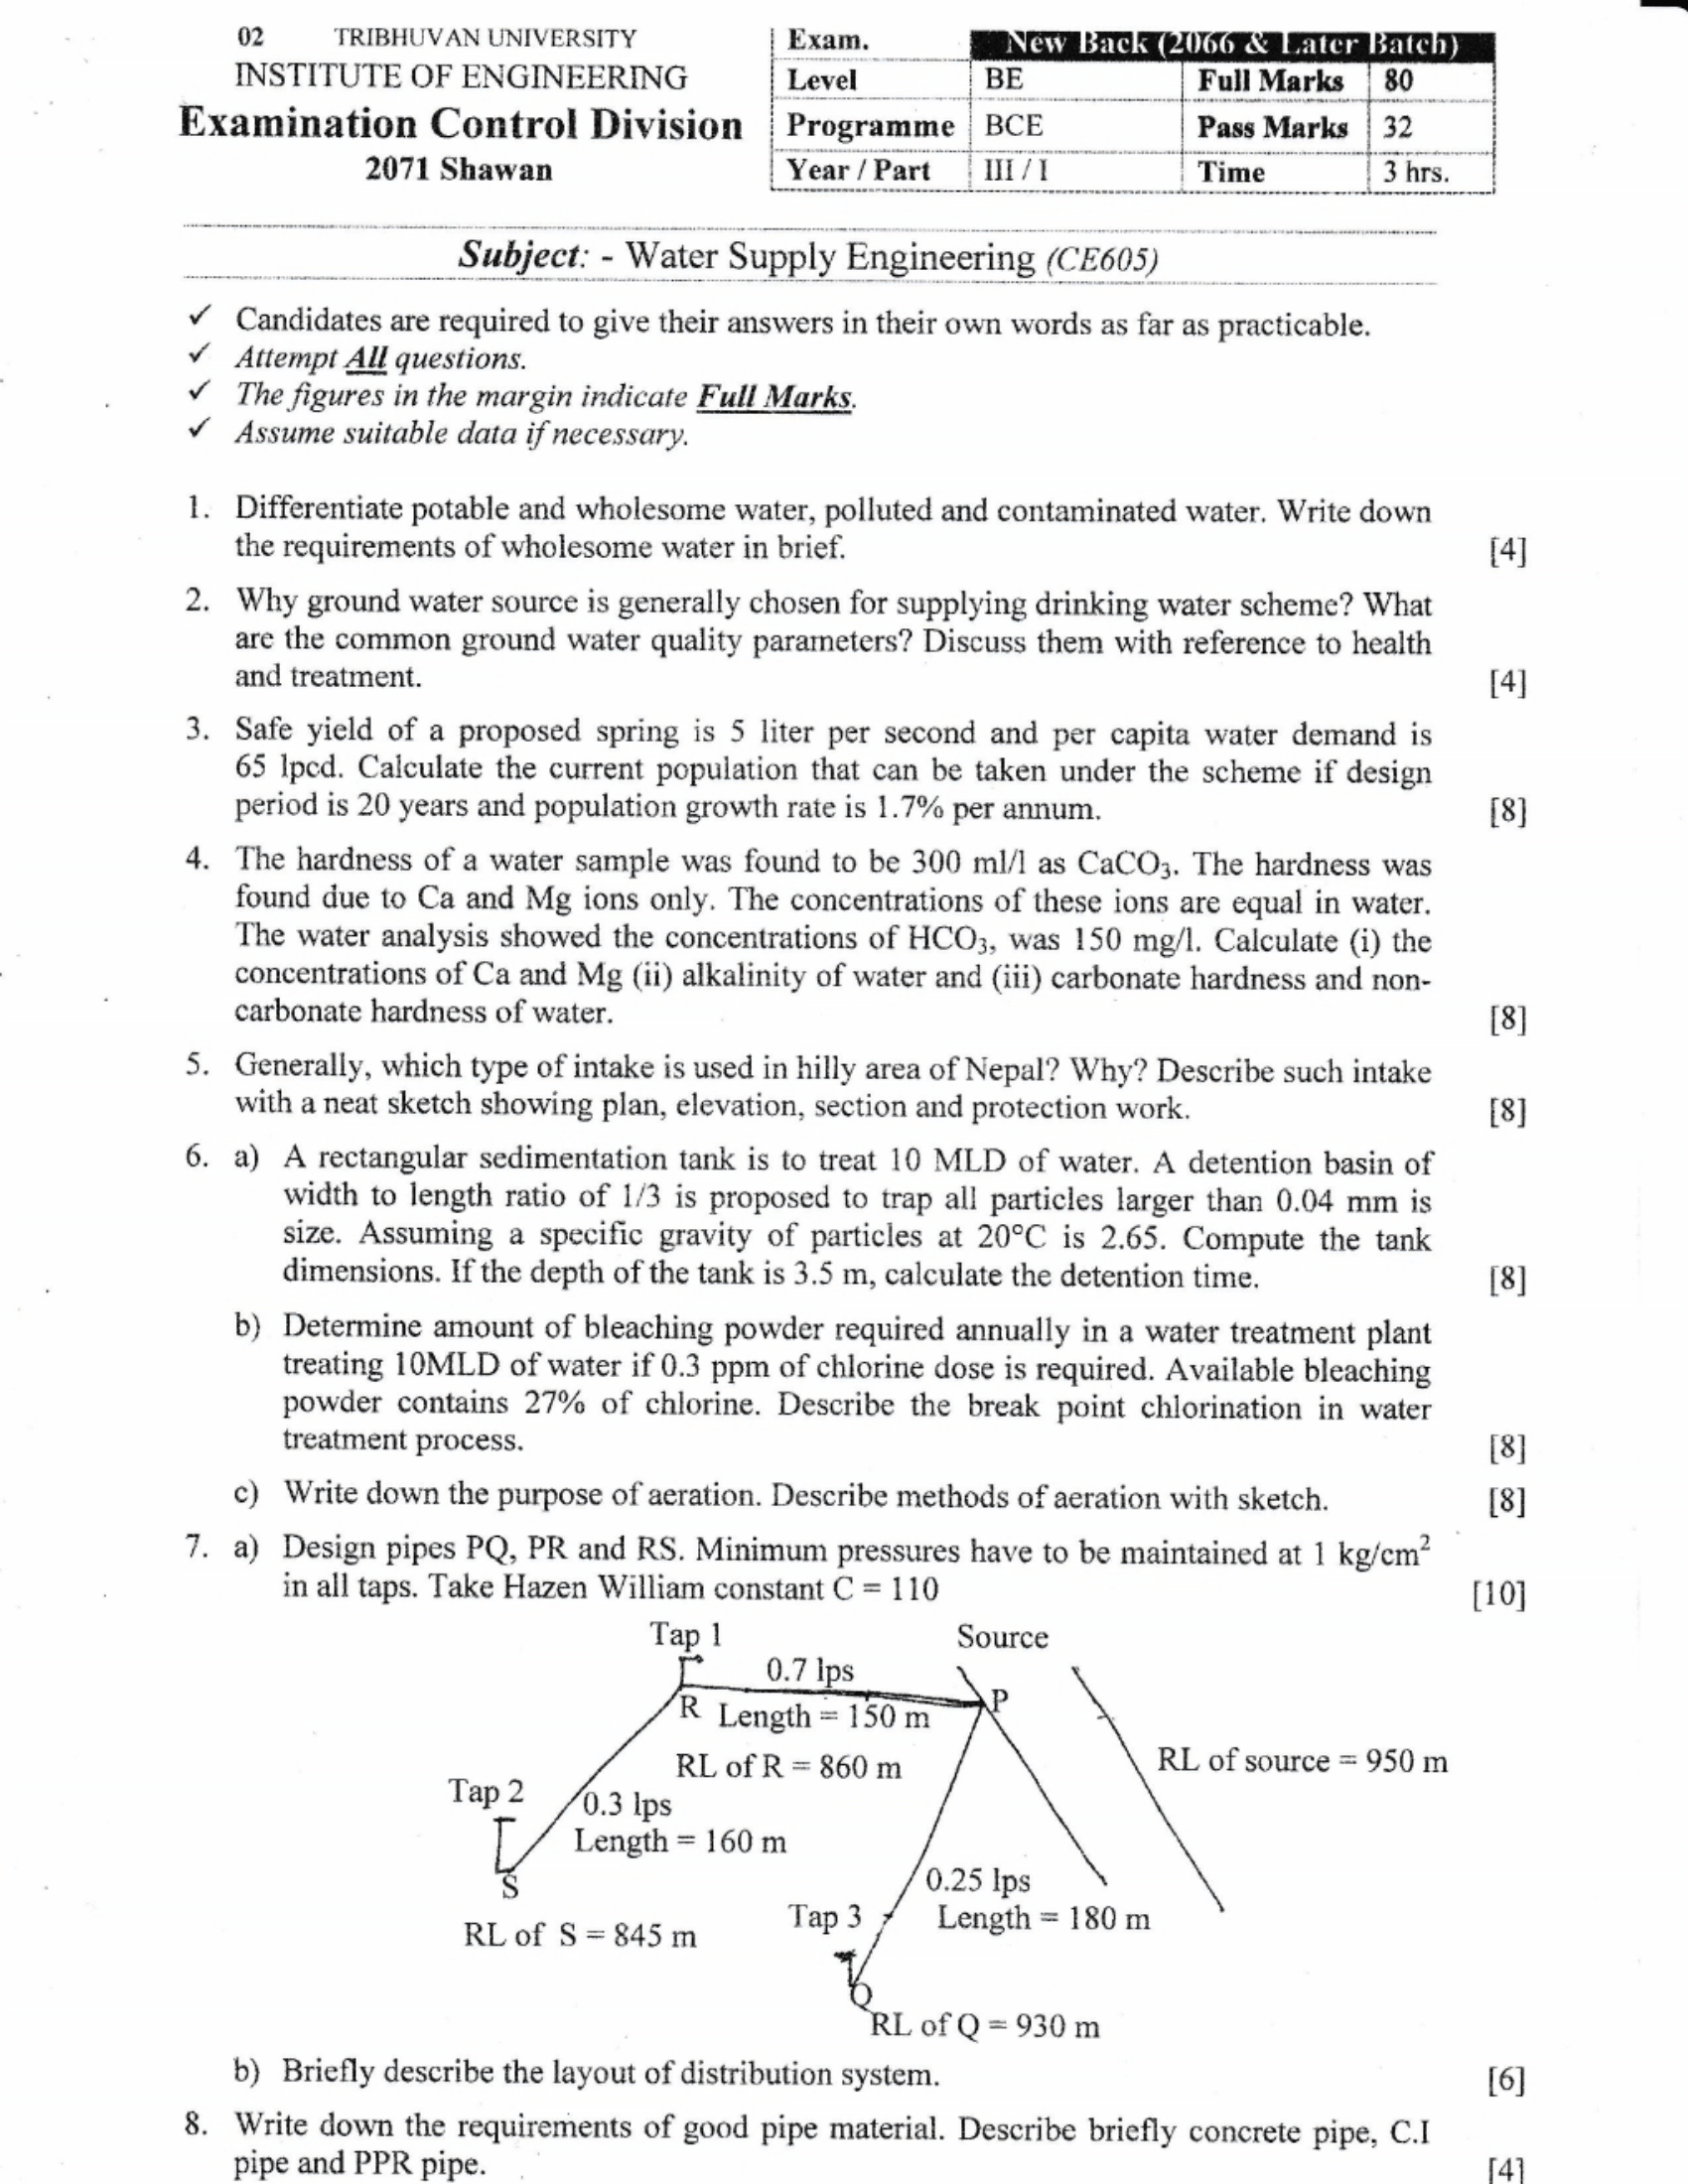 02 TRIBHUVAN UNIVERSITY
INSTITUTE OF ENGINEERING
Examination Control Division
2071 Shawan
Exam. New Back (2066 & Later Batch)
Level BE Full Marks 80
Programme BCE Pass Marks 32
Year / Part III / I Time 3 hrs.
Subject: - Water Supply Engineering (CE605)
✓ Candidates are required to give their answers in their own words as far as practicable.
✓ Attempt All questions.
✓ The figures in the margin indicate Full Marks.
✓ Assume suitable data if necessary.
1. Differentiate potable and wholesome water, polluted and contaminated water. Write down
the requirements of wholesome water in brief. [4]
2. Why ground water source is generally chosen for supplying drinking water scheme? What
are the common ground water quality parameters? Discuss them with reference to health
and treatment. [4]
3. Safe yield of a proposed spring is 5 liter per second and per capita water demand is
65 lpcd. Calculate the current population that can be taken under the scheme if design
period is 20 years and population growth rate is 1.7% per annum. [8]
4. The hardness of a water sample was found to be 300 ml/l as CaCO₃. The hardness was
found due to Ca and Mg ions only. The concentrations of these ions are equal in water.
The water analysis showed the concentrations of HCO₃, was 150 mg/l. Calculate (i) the
concentrations of Ca and Mg (ii) alkalinity of water and (iii) carbonate hardness and non-
carbonate hardness of water. [8]
5. Generally, which type of intake is used in hilly area of Nepal? Why? Describe such intake
with a neat sketch showing plan, elevation, section and protection work. [8]
6. a) A rectangular sedimentation tank is to treat 10 MLD of water. A detention basin of
width to length ratio of 1/3 is proposed to trap all particles larger than 0.04 mm is
size. Assuming a specific gravity of particles at 20°C is 2.65. Compute the tank
dimensions. If the depth of the tank is 3.5 m, calculate the detention time. [8]
b) Determine amount of bleaching powder required annually in a water treatment plant
treating 10MLD of water if 0.3 ppm of chlorine dose is required. Available bleaching
powder contains 27% of chlorine. Describe the break point chlorination in water
treatment process. [8]
c) Write down the purpose of aeration. Describe methods of aeration with sketch. [8]
7. a) Design pipes PQ, PR and RS. Minimum pressures have to be maintained at 1 kg/cm²
in all taps. Take Hazen William constant C = 110 [10]
Tap 1 Source
0.7 lps
R Length = 150 m P
RL of R = 860 m RL of source = 950 m
Tap 2
0.3 lps
Length = 160 m
S 0.25 lps
RL of S = 845 m Tap 3 Length = 180 m
Q
RL of Q = 930 m
b) Briefly describe the layout of distribution system. [6]
8. Write down the requirements of good pipe material. Describe briefly concrete pipe, C.I
pipe and PPR pipe. [4]